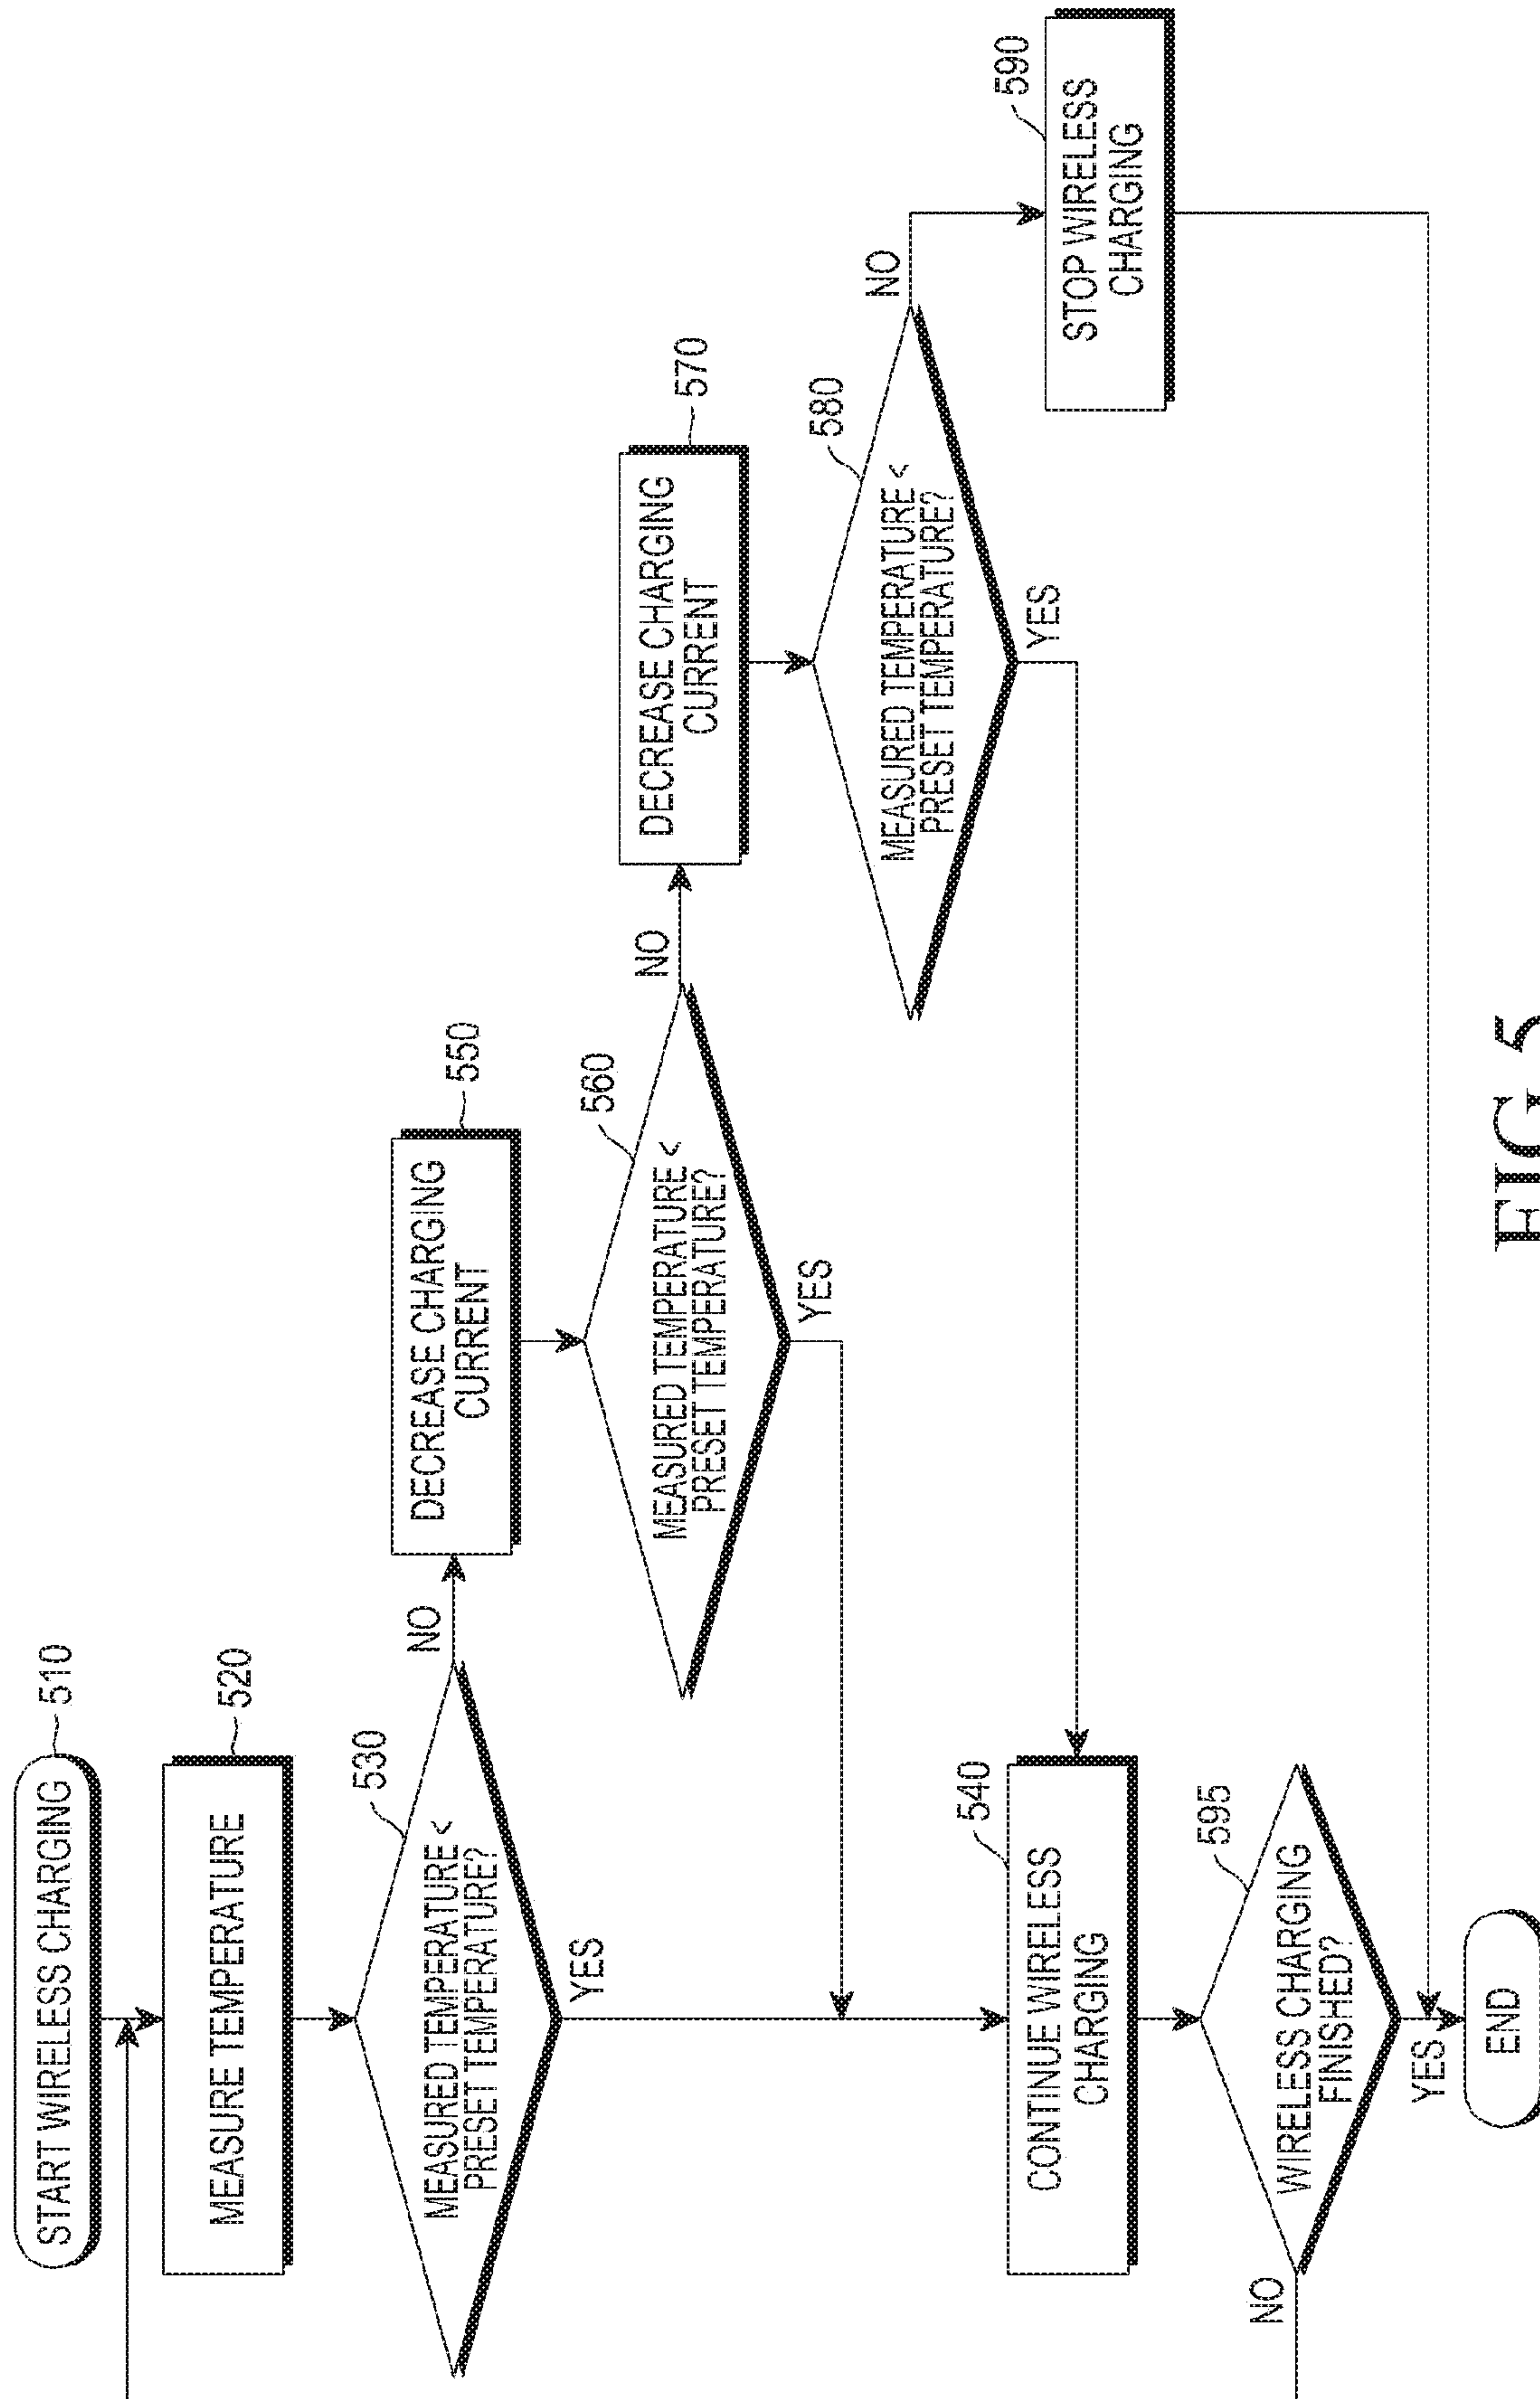 START WIRELESS CHARGING
510
MEASURE TEMPERATURE
520
530
MEASURED TEMPERATURE <
PRESET TEMPERATURE?
NO
YES
DECREASE CHARGING
CURRENT
550
560
MEASURED TEMPERATURE <
PRESET TEMPERATURE?
NO
YES
DECREASE CHARGING
CURRENT
570
580
MEASURED TEMPERATURE <
PRESET TEMPERATURE?
NO
YES
590
STOP WIRELESS
CHARGING
540
CONTINUE WIRELESS
CHARGING
595
WIRELESS CHARGING
FINISHED?
NO
YES
END
FIG.5